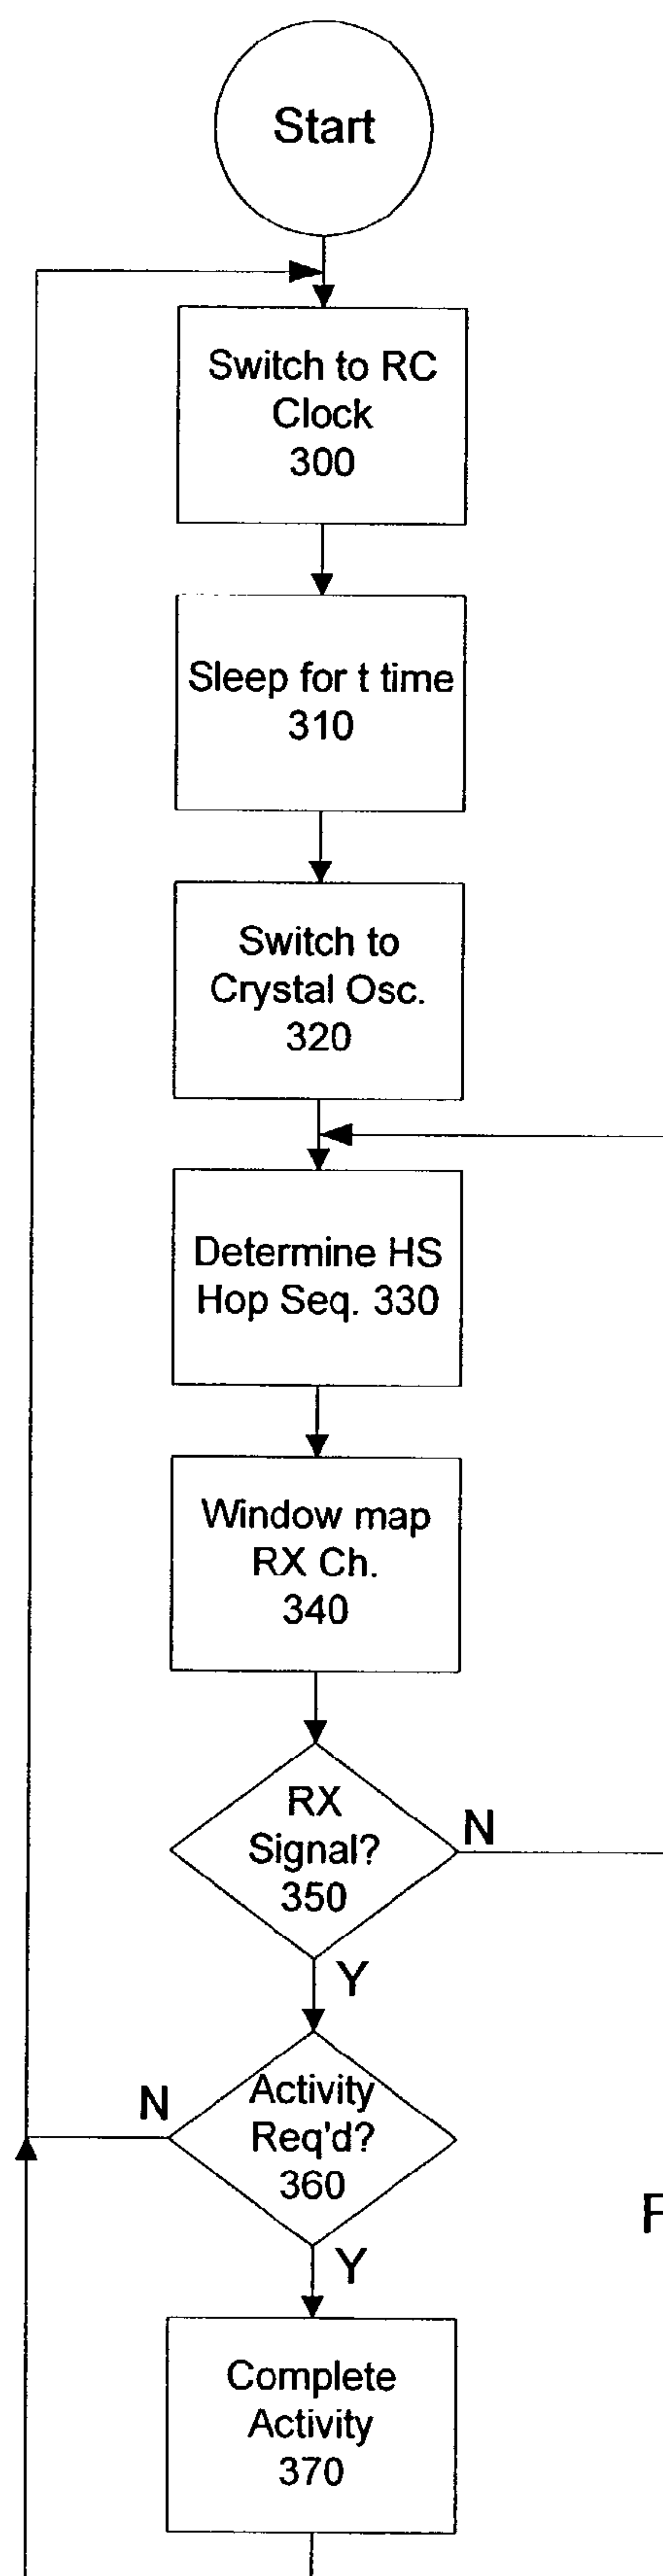 Start
Switch to RC
Clock
300
Sleep for t time
310
Switch to
Crystal Osc.
320
Determine HS
Hop Seq. 330
Window map
RX Ch.
340
RX
Signal?
350
N
Y
Activity
Req'd?
360
N
Y
Complete
Activity
370